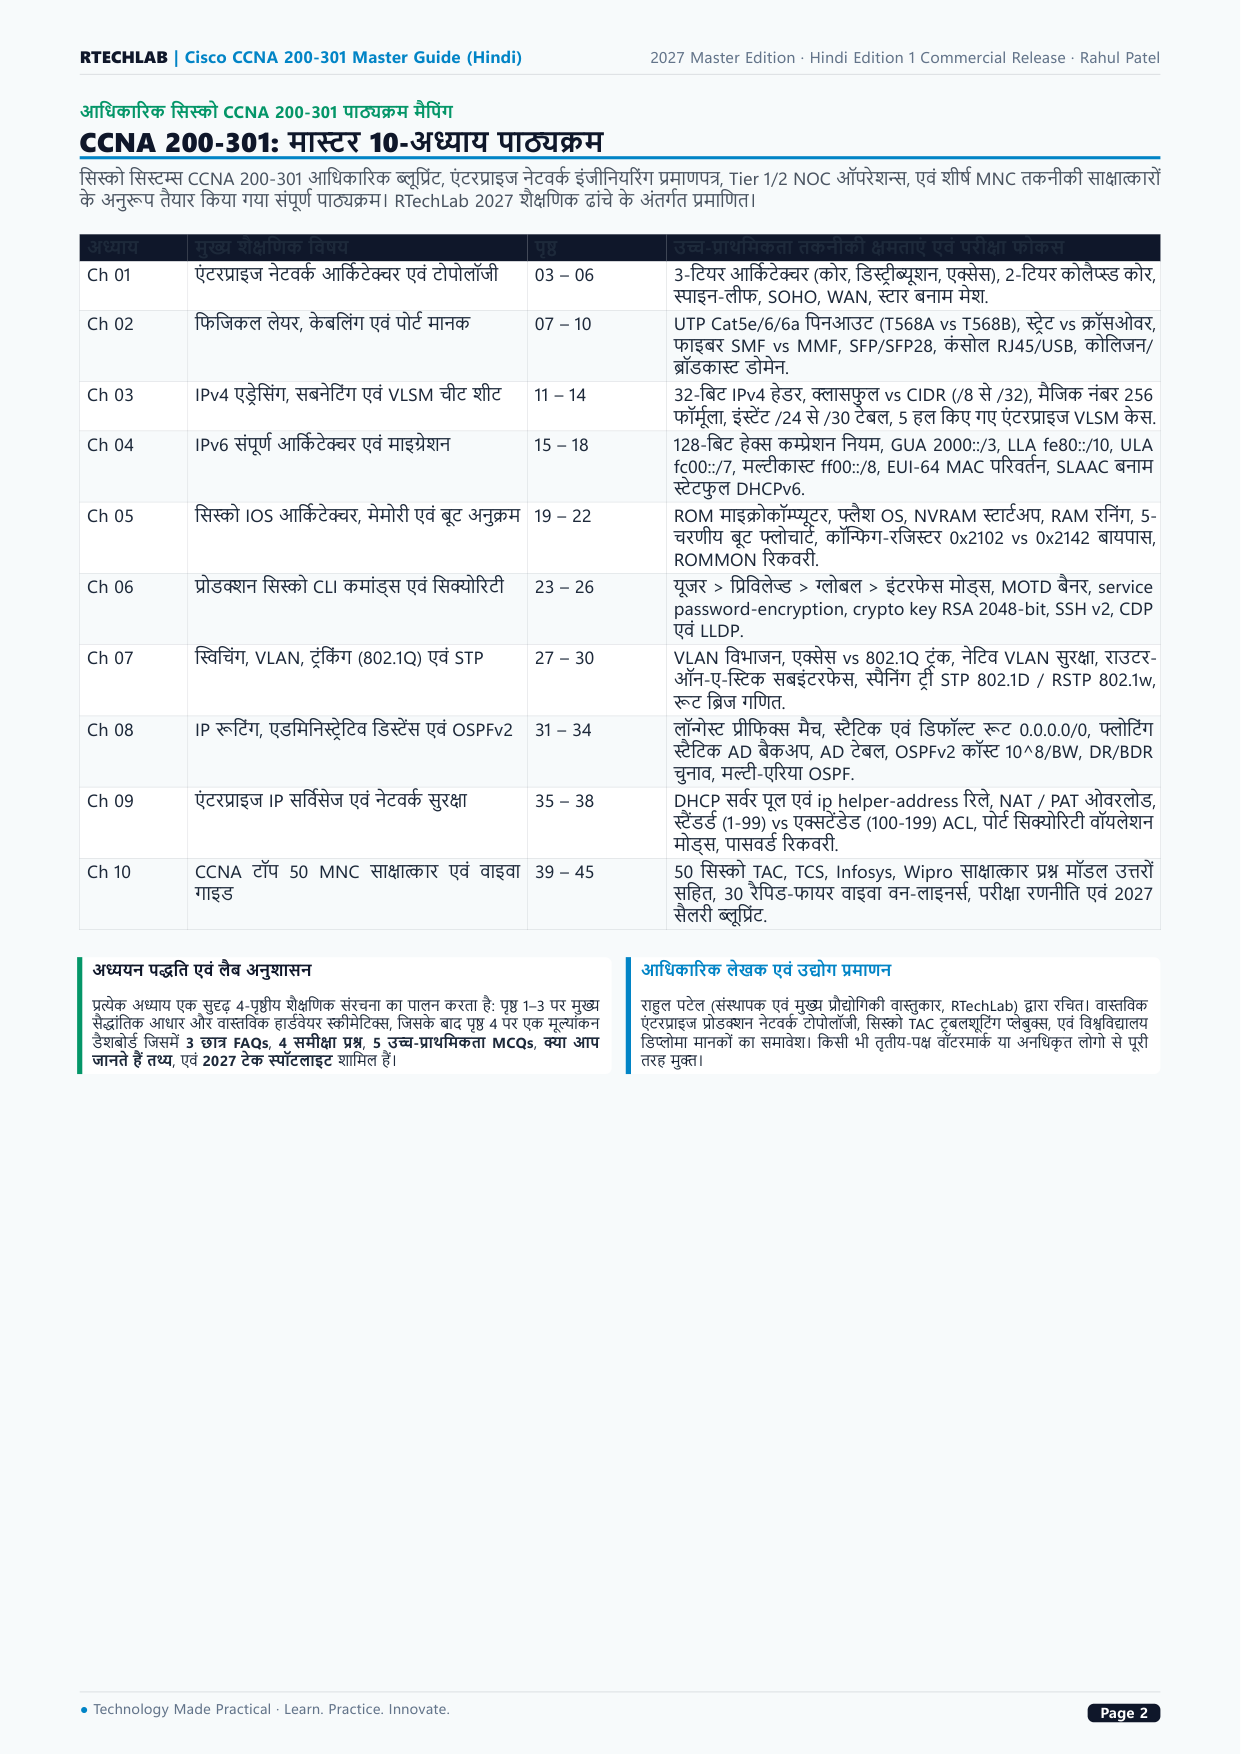 RTECHLAB | Cisco CCNA 200-301 Master Guide (Hindi)
2027 Master Edition · Hindi Edition 1 Commercial Release · Rahul Patel
आधिकारिक सिस्को CCNA 200-301 पाठ्यक्रम मैपिंग
CCNA 200-301: मास्टर 10-अध्याय पाठ्यक्रम
सिस्को सिस्टम्स CCNA 200-301 आधिकारिक ब्लूप्रिंट, एंटरप्राइज नेटवर्क इंजीनियरिंग प्रमाणपत्र, Tier 1/2 NOC ऑपरेशन्स, एवं शीर्ष MNC तकनीकी साक्षात्कारों
के अनुरूप तैयार किया गया संपूर्ण पाठ्यक्रम। RTechLab 2027 शैक्षणिक ढांचे के अंतर्गत प्रमाणित।
अध्याय मुख्य शैक्षणिक विषय पृष्ठ उच्च-प्राथमिकता तकनीकी क्षमताएं एवं परीक्षा फोकस
Ch 01 एंटरप्राइज नेटवर्क आर्किटेक्चर एवं टोपोलॉजी 03 – 06 3-टियर आर्किटेक्चर (कोर, डिस्ट्रीब्यूशन, एक्सेस), 2-टियर कोलैप्स्ड कोर,
स्पाइन-लीफ, SOHO, WAN, स्टार बनाम मेश.
Ch 02 फिजिकल लेयर, केबलिंग एवं पोर्ट मानक 07 – 10 UTP Cat5e/6/6a पिनआउट (T568A vs T568B), स्ट्रेट vs क्रॉसओवर,
फाइबर SMF vs MMF, SFP/SFP28, कंसोल RJ45/USB, कोलिजन/
ब्रॉडकास्ट डोमेन.
Ch 03 IPv4 एड्रेसिंग, सबनेटिंग एवं VLSM चीट शीट 11 – 14 32-बिट IPv4 हेडर, क्लासफुल vs CIDR (/8 से /32), मैजिक नंबर 256
फॉर्मूला, इंस्टेंट /24 से /30 टेबल, 5 हल किए गए एंटरप्राइज VLSM केस.
Ch 04 IPv6 संपूर्ण आर्किटेक्चर एवं माइग्रेशन 15 – 18 128-बिट हेक्स कम्प्रेशन नियम, GUA 2000::/3, LLA fe80::/10, ULA
fc00::/7, मल्टीकास्ट ff00::/8, EUI-64 MAC परिवर्तन, SLAAC बनाम
स्टेटफुल DHCPv6.
Ch 05 सिस्को IOS आर्किटेक्चर, मेमोरी एवं बूट अनुक्रम 19 – 22 ROM माइक्रोकॉम्प्यूटर, फ्लैश OS, NVRAM स्टार्टअप, RAM रनिंग, 5-
चरणीय बूट फ्लोचार्ट, कॉन्फिग-रजिस्टर 0x2102 vs 0x2142 बायपास,
ROMMON रिकवरी.
Ch 06 प्रोडक्शन सिस्को CLI कमांड्स एवं सिक्योरिटी 23 – 26 यूजर > प्रिविलेज्ड > ग्लोबल > इंटरफेस मोड्स, MOTD बैनर, service
password-encryption, crypto key RSA 2048-bit, SSH v2, CDP
एवं LLDP.
Ch 07 स्विचिंग, VLAN, ट्रंकिंग (802.1Q) एवं STP 27 – 30 VLAN विभाजन, एक्सेस vs 802.1Q ट्रंक, नेटिव VLAN सुरक्षा, राउटर-
ऑन-ए-स्टिक सबइंटरफेस, स्पैनिंग ट्री STP 802.1D / RSTP 802.1w,
रूट ब्रिज गणित.
Ch 08 IP रूटिंग, एडमिनिस्ट्रेटिव डिस्टेंस एवं OSPFv2 31 – 34 लॉन्गेस्ट प्रीफिक्स मैच, स्टैटिक एवं डिफॉल्ट रूट 0.0.0.0/0, फ्लोटिंग
स्टैटिक AD बैकअप, AD टेबल, OSPFv2 कॉस्ट 10^8/BW, DR/BDR
चुनाव, मल्टी-एरिया OSPF.
Ch 09 एंटरप्राइज IP सर्विसेज एवं नेटवर्क सुरक्षा 35 – 38 DHCP सर्वर पूल एवं ip helper-address रिले, NAT / PAT ओवरलोड,
स्टैंडर्ड (1-99) vs एक्सटेंडेड (100-199) ACL, पोर्ट सिक्योरिटी वॉयलेशन
मोड्स, पासवर्ड रिकवरी.
Ch 10 CCNA टॉप 50 MNC साक्षात्कार एवं वाइवा 39 – 45 50 सिस्को TAC, TCS, Infosys, Wipro साक्षात्कार प्रश्न मॉडल उत्तरों
गाइड सहित, 30 रैपिड-फायर वाइवा वन-लाइनर्स, परीक्षा रणनीति एवं 2027
सैलरी ब्लूप्रिंट.
अध्ययन पद्धति एवं लैब अनुशासन
प्रत्येक अध्याय एक सुदृढ़ 4-पृष्ठीय शैक्षणिक संरचना का पालन करता है: पृष्ठ 1–3 पर मुख्य
सैद्धांतिक आधार और वास्तविक हार्डवेयर स्कीमेटिक्स, जिसके बाद पृष्ठ 4 पर एक मूल्यांकन
डैशबोर्ड जिसमें 3 छात्र FAQs, 4 समीक्षा प्रश्न, 5 उच्च-प्राथमिकता MCQs, क्या आप
जानते हैं तथ्य, एवं 2027 टेक स्पॉटलाइट शामिल हैं।
आधिकारिक लेखक एवं उद्योग प्रमाणन
राहुल पटेल (संस्थापक एवं मुख्य प्रौद्योगिकी वास्तुकार, RTechLab) द्वारा रचित। वास्तविक
एंटरप्राइज प्रोडक्शन नेटवर्क टोपोलॉजी, सिस्को TAC ट्रबलशूटिंग प्लेबुक्स, एवं विश्वविद्यालय
डिप्लोमा मानकों का समावेश। किसी भी तृतीय-पक्ष वॉटरमार्क या अनधिकृत लोगो से पूरी
तरह मुक्त।
● Technology Made Practical · Learn. Practice. Innovate.
Page 2